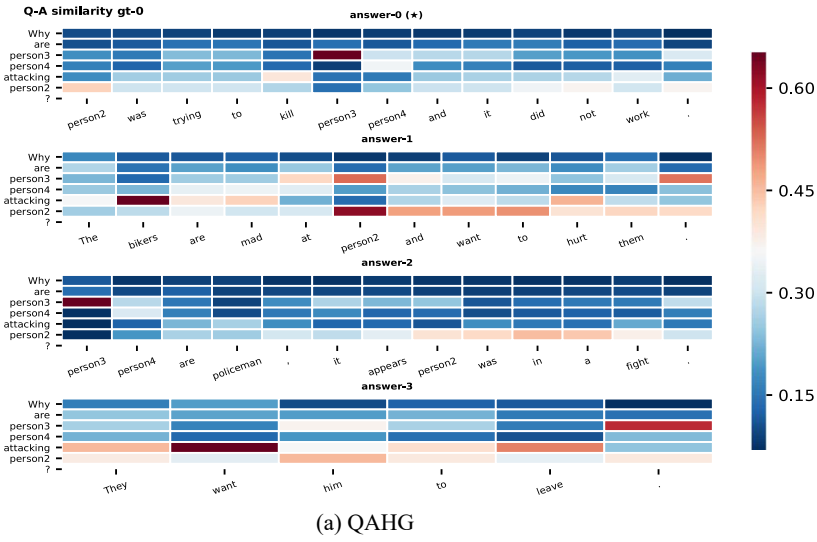 Q-A similarity gt-0
answer-0 (★)
Why
are
person3
person4
attacking
person2
?
person2 was trying to kill person3 person4 and it did not work .
answer-1
Why
are
person3
person4
attacking
person2
?
The bikers are mad at person2 and want to hurt them .
answer-2
Why
are
person3
person4
attacking
person2
?
person3 person4 are policeman , it appears person2 was in a fight .
answer-3
Why
are
person3
person4
attacking
person2
?
They want him to leave .
0.60
0.45
0.30
0.15
(a) QAHG